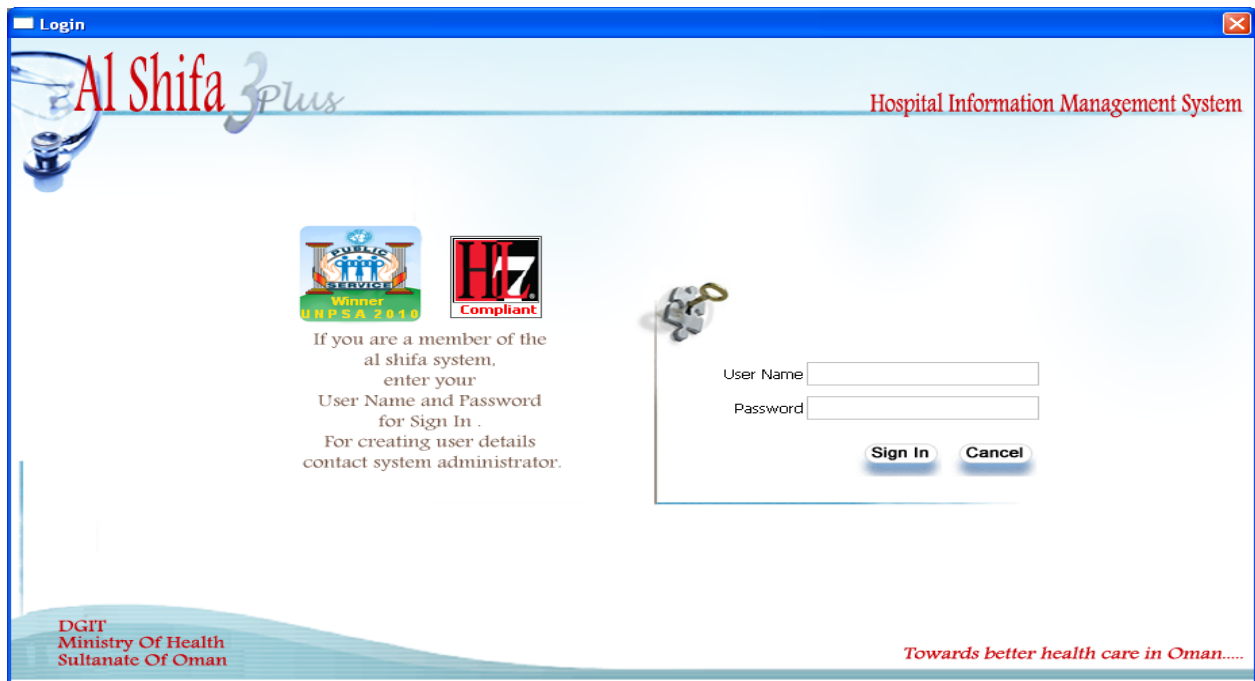 Login
Al Shifa 3 Plus
Hospital Information Management System
PUBLIC
SERVICE
Winner
UNPSA 2010
HL7.
Compliant
If you are a member of the
al shifa system,
enter your
User Name and Password
for Sign In .
For creating user details
contact system administrator.
User Name
Password
Sign In
Cancel
DGIT
Ministry Of Health
Sultanate Of Oman
Towards better health care in Oman.....